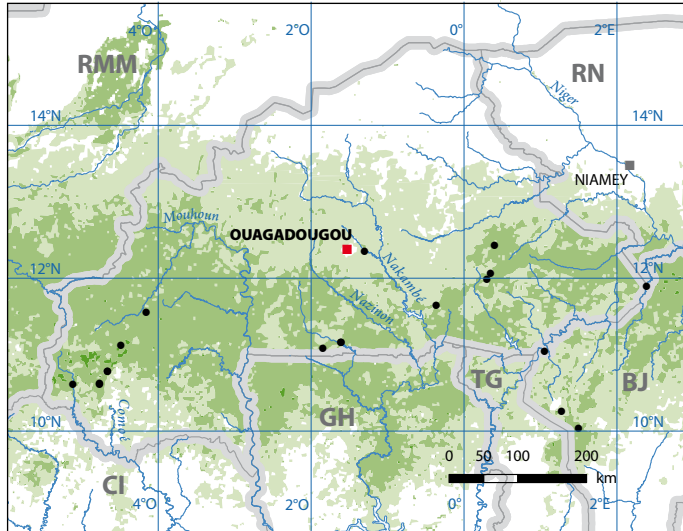 4°O 2°O 0° 2°E
RMM
RN
Niger
14°N 14°N
NIAMEY
Mouhoun
OUAGADOUGOU
12°N Nakambé 12°N
Nazinon
TG
BJ
10°N Comoé GH 10°N
0 50 100 200
km
CI
4°O 2°O 0° 2°E